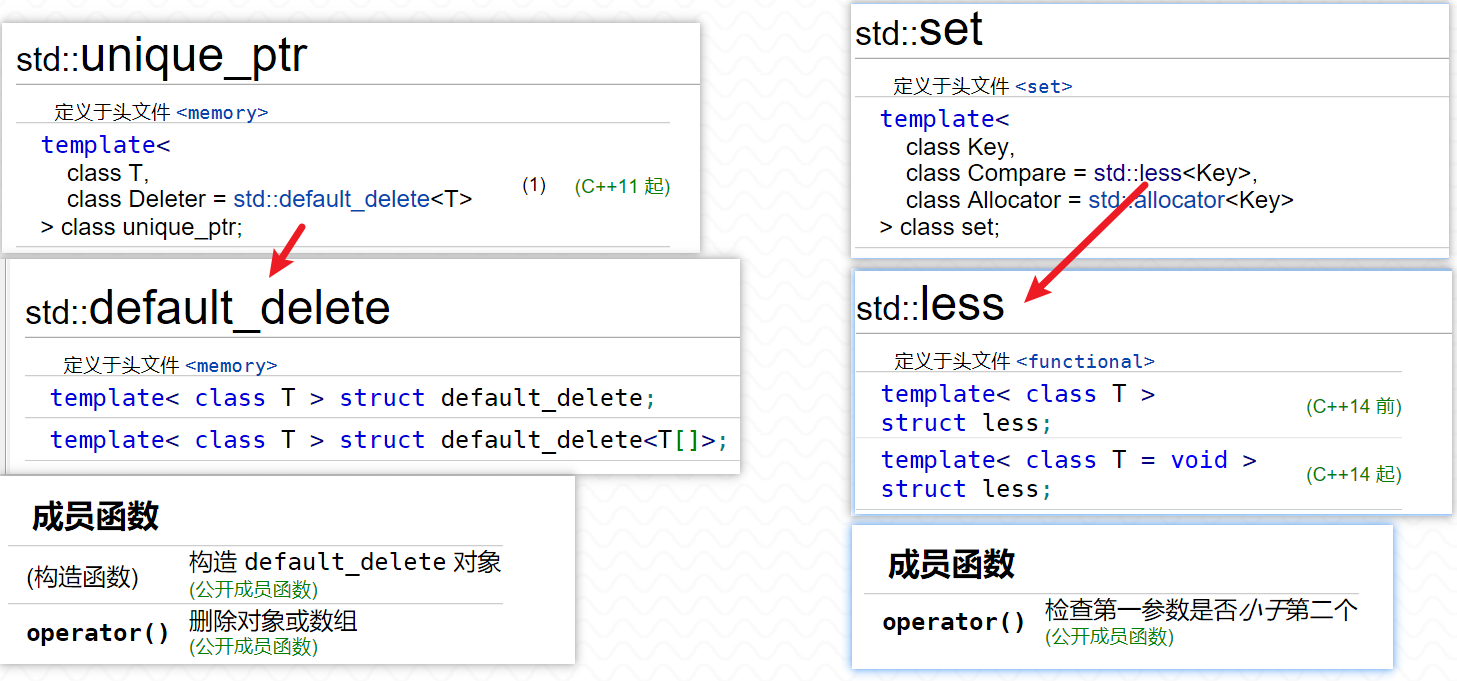 std::unique_ptr
定义于头文件 <memory>
template<
class T,
class Deleter = std::default_delete<T>
> class unique_ptr;
(1) (C++11 起)
std::default_delete
定义于头文件 <memory>
template< class T > struct default_delete;
template< class T > struct default_delete<T[]>;
成员函数
(构造函数) 构造 default_delete 对象
(公开成员函数)
operator() 删除对象或数组
(公开成员函数)
std::set
定义于头文件 <set>
template<
class Key,
class Compare = std::less<Key>,
class Allocator = std::allocator<Key>
> class set;
std::less
定义于头文件 <functional>
template< class T >
struct less;
(C++14 前)
template< class T = void >
struct less;
(C++14 起)
成员函数
operator() 检查第一参数是否小于第二个
(公开成员函数)